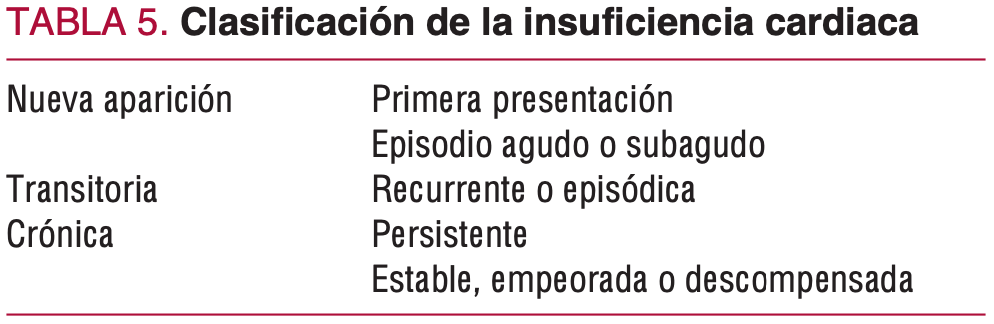 TABLA 5. Clasificación de la insuficiencia cardiaca
Nueva aparición Primera presentación
Episodio agudo o subagudo
Transitoria Recurrente o episódica
Crónica Persistente
Estable, empeorada o descompensada